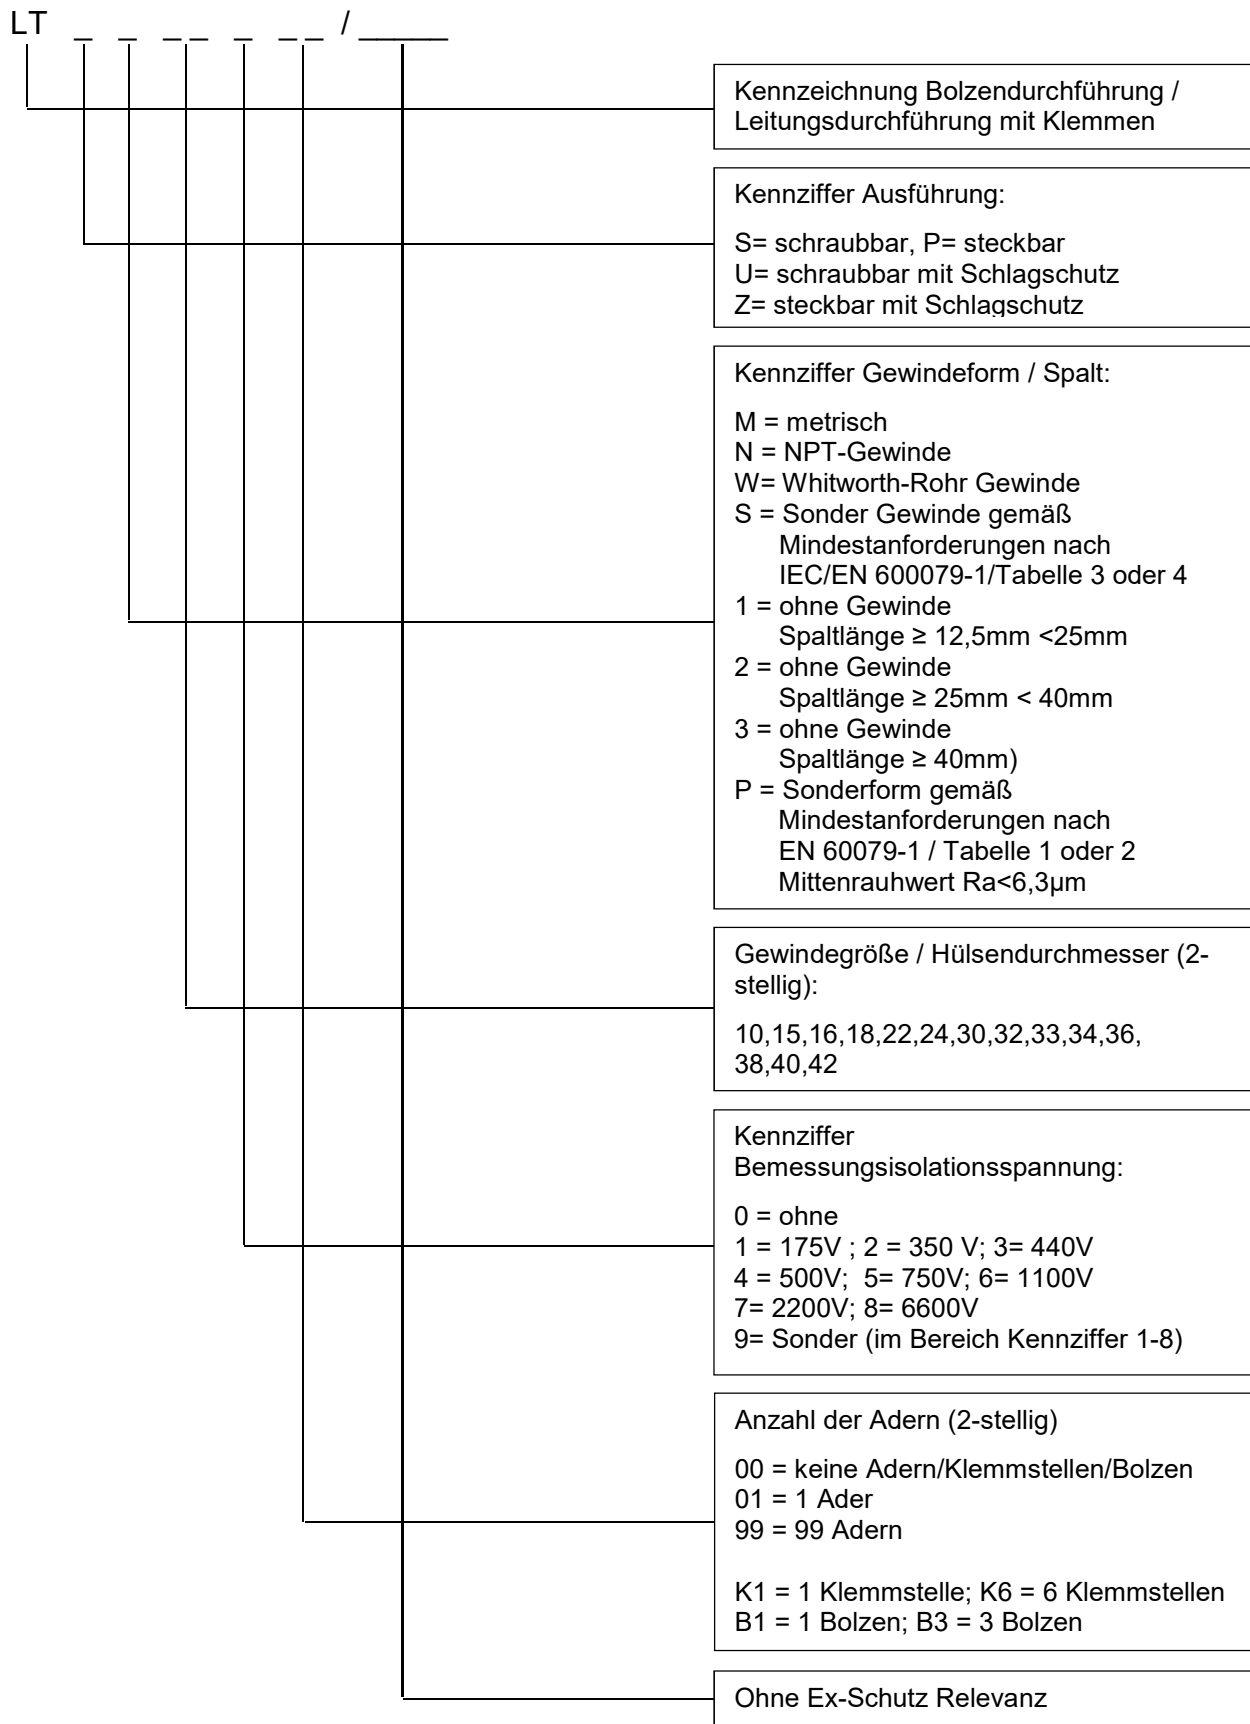 LT _ _ _ _ _ _ _ / _____
Kennzeichnung Bolzendurchführung /
Leitungsdurchführung mit Klemmen
Kennziffer Ausführung:
S= schraubbar, P= steckbar
U= schraubbar mit Schlagschutz
Z= steckbar mit Schlagschutz
Kennziffer Gewindeform / Spalt:
M = metrisch
N = NPT-Gewinde
W= Whitworth-Rohr Gewinde
S = Sonder Gewinde gemäß
Mindestanforderungen nach
IEC/EN 600079-1/Tabelle 3 oder 4
1 = ohne Gewinde
Spaltlänge ≥ 12,5mm <25mm
2 = ohne Gewinde
Spaltlänge ≥ 25mm < 40mm
3 = ohne Gewinde
Spaltlänge ≥ 40mm)
P = Sonderform gemäß
Mindestanforderungen nach
EN 60079-1 / Tabelle 1 oder 2
Mittenrauhwert Ra<6,3µm
Gewindegröße / Hülsendurchmesser (2-
stellig):
10,15,16,18,22,24,30,32,33,34,36,
38,40,42
Kennziffer
Bemessungsisolationsspannung:
0 = ohne
1 = 175V ; 2 = 350 V; 3= 440V
4 = 500V; 5= 750V; 6= 1100V
7= 2200V; 8= 6600V
9= Sonder (im Bereich Kennziffer 1-8)
Anzahl der Adern (2-stellig)
00 = keine Adern/Klemmstellen/Bolzen
01 = 1 Ader
99 = 99 Adern
K1 = 1 Klemmstelle; K6 = 6 Klemmstellen
B1 = 1 Bolzen; B3 = 3 Bolzen
Ohne Ex-Schutz Relevanz